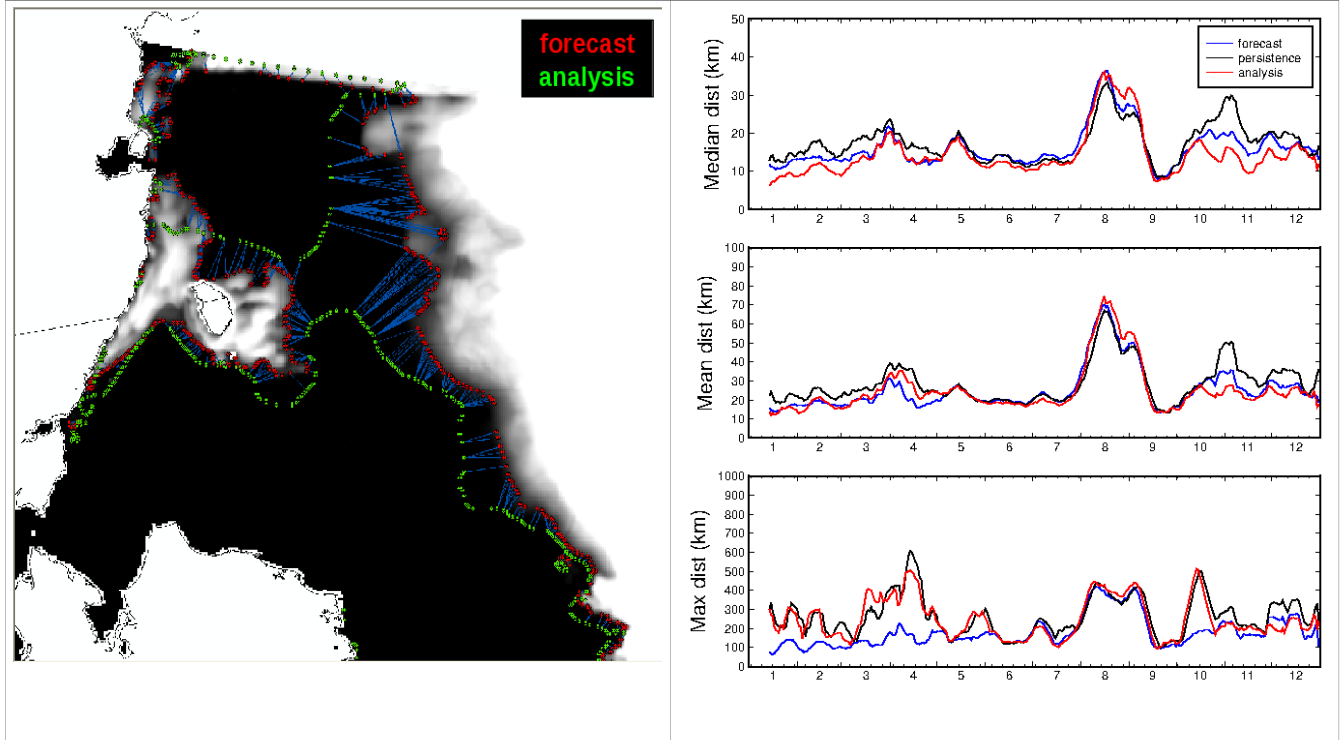 forecast
analysis
Median dist (km)
50
40
30
20
10
0
forecast
persistence
analysis
1 2 3 4 5 6 7 8 9 10 11 12
Mean dist (km)
100
90
80
70
60
50
40
30
20
10
0
1 2 3 4 5 6 7 8 9 10 11 12
Max dist (km)
1000
900
800
700
600
500
400
300
200
100
0
1 2 3 4 5 6 7 8 9 10 11 12